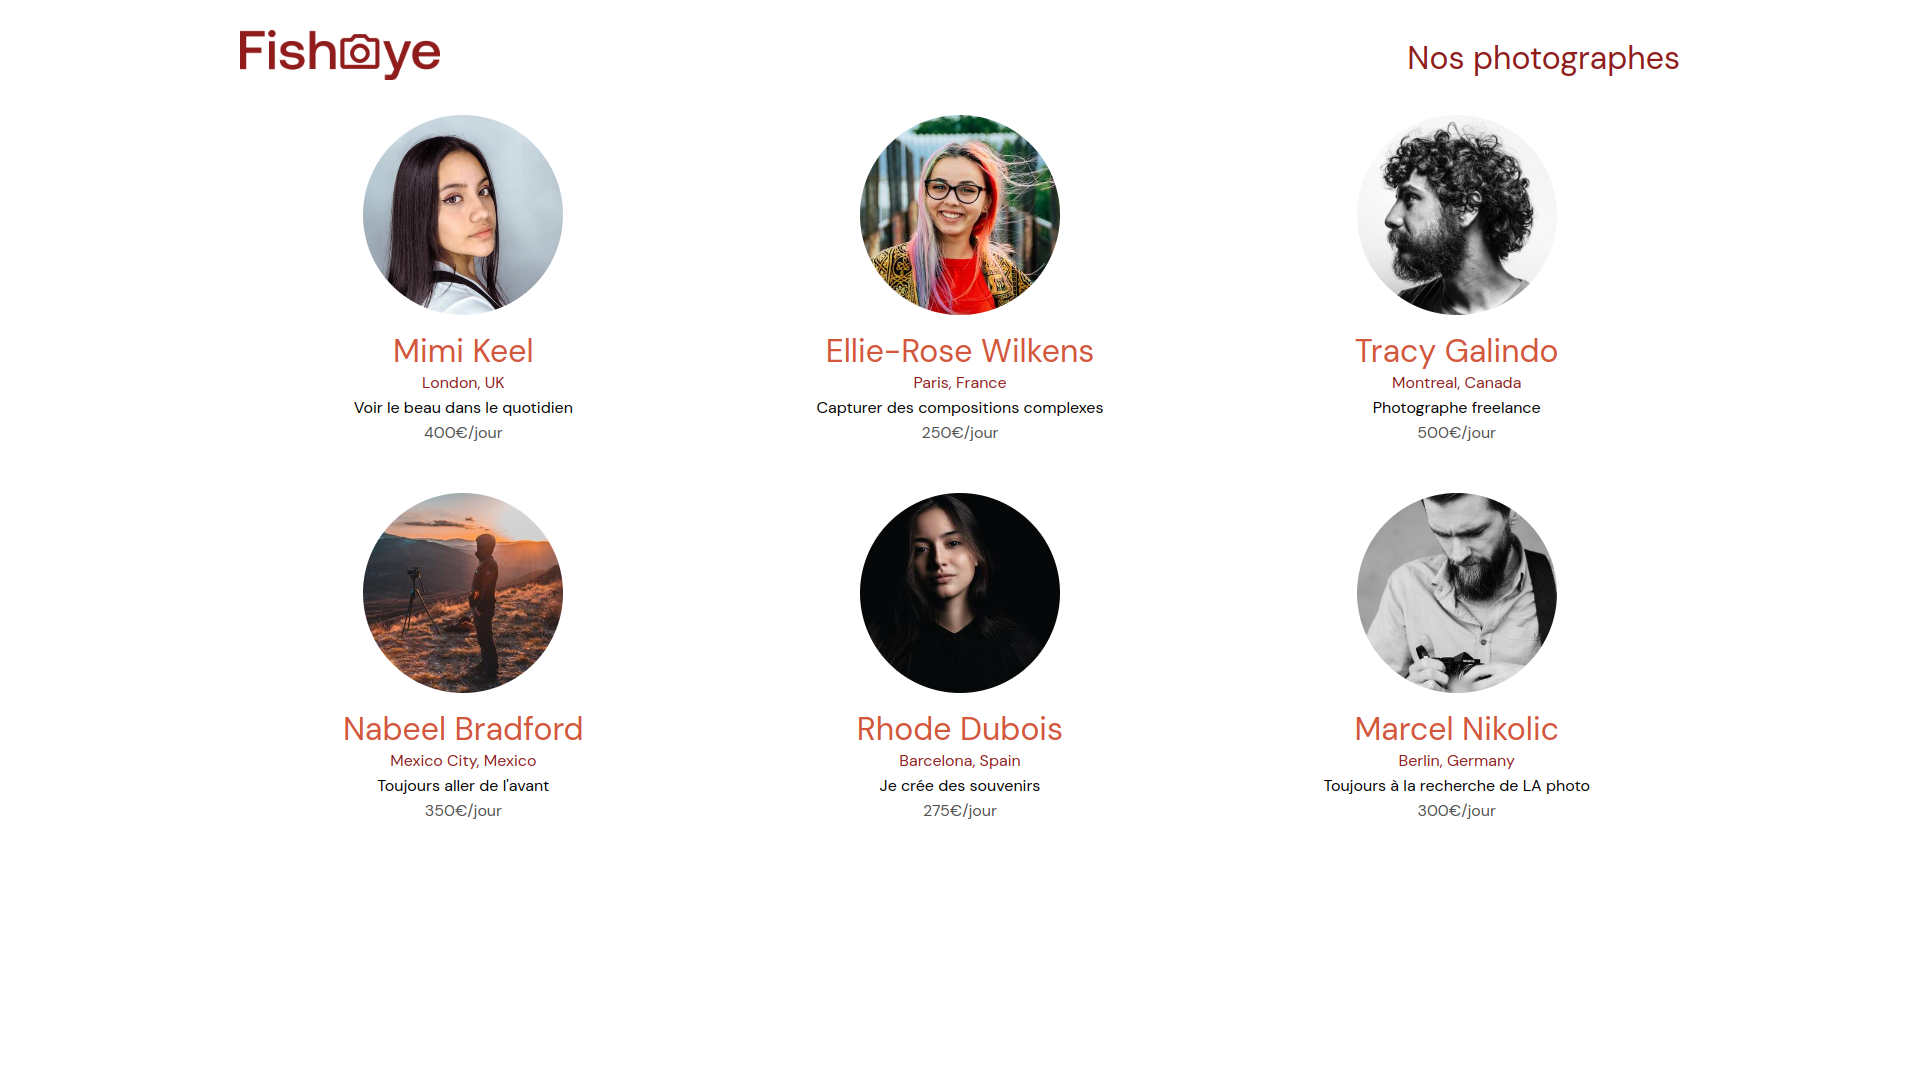 Fisheye
Nos photographes
Mimi Keel
London, UK
Voir le beau dans le quotidien
400€/jour
Ellie-Rose Wilkens
Paris, France
Capturer des compositions complexes
250€/jour
Tracy Galindo
Montreal, Canada
Photographe freelance
500€/jour
Nabeel Bradford
Mexico City, Mexico
Toujours aller de l'avant
350€/jour
Rhode Dubois
Barcelona, Spain
Je crée des souvenirs
275€/jour
Marcel Nikolic
Berlin, Germany
Toujours à la recherche de LA photo
300€/jour